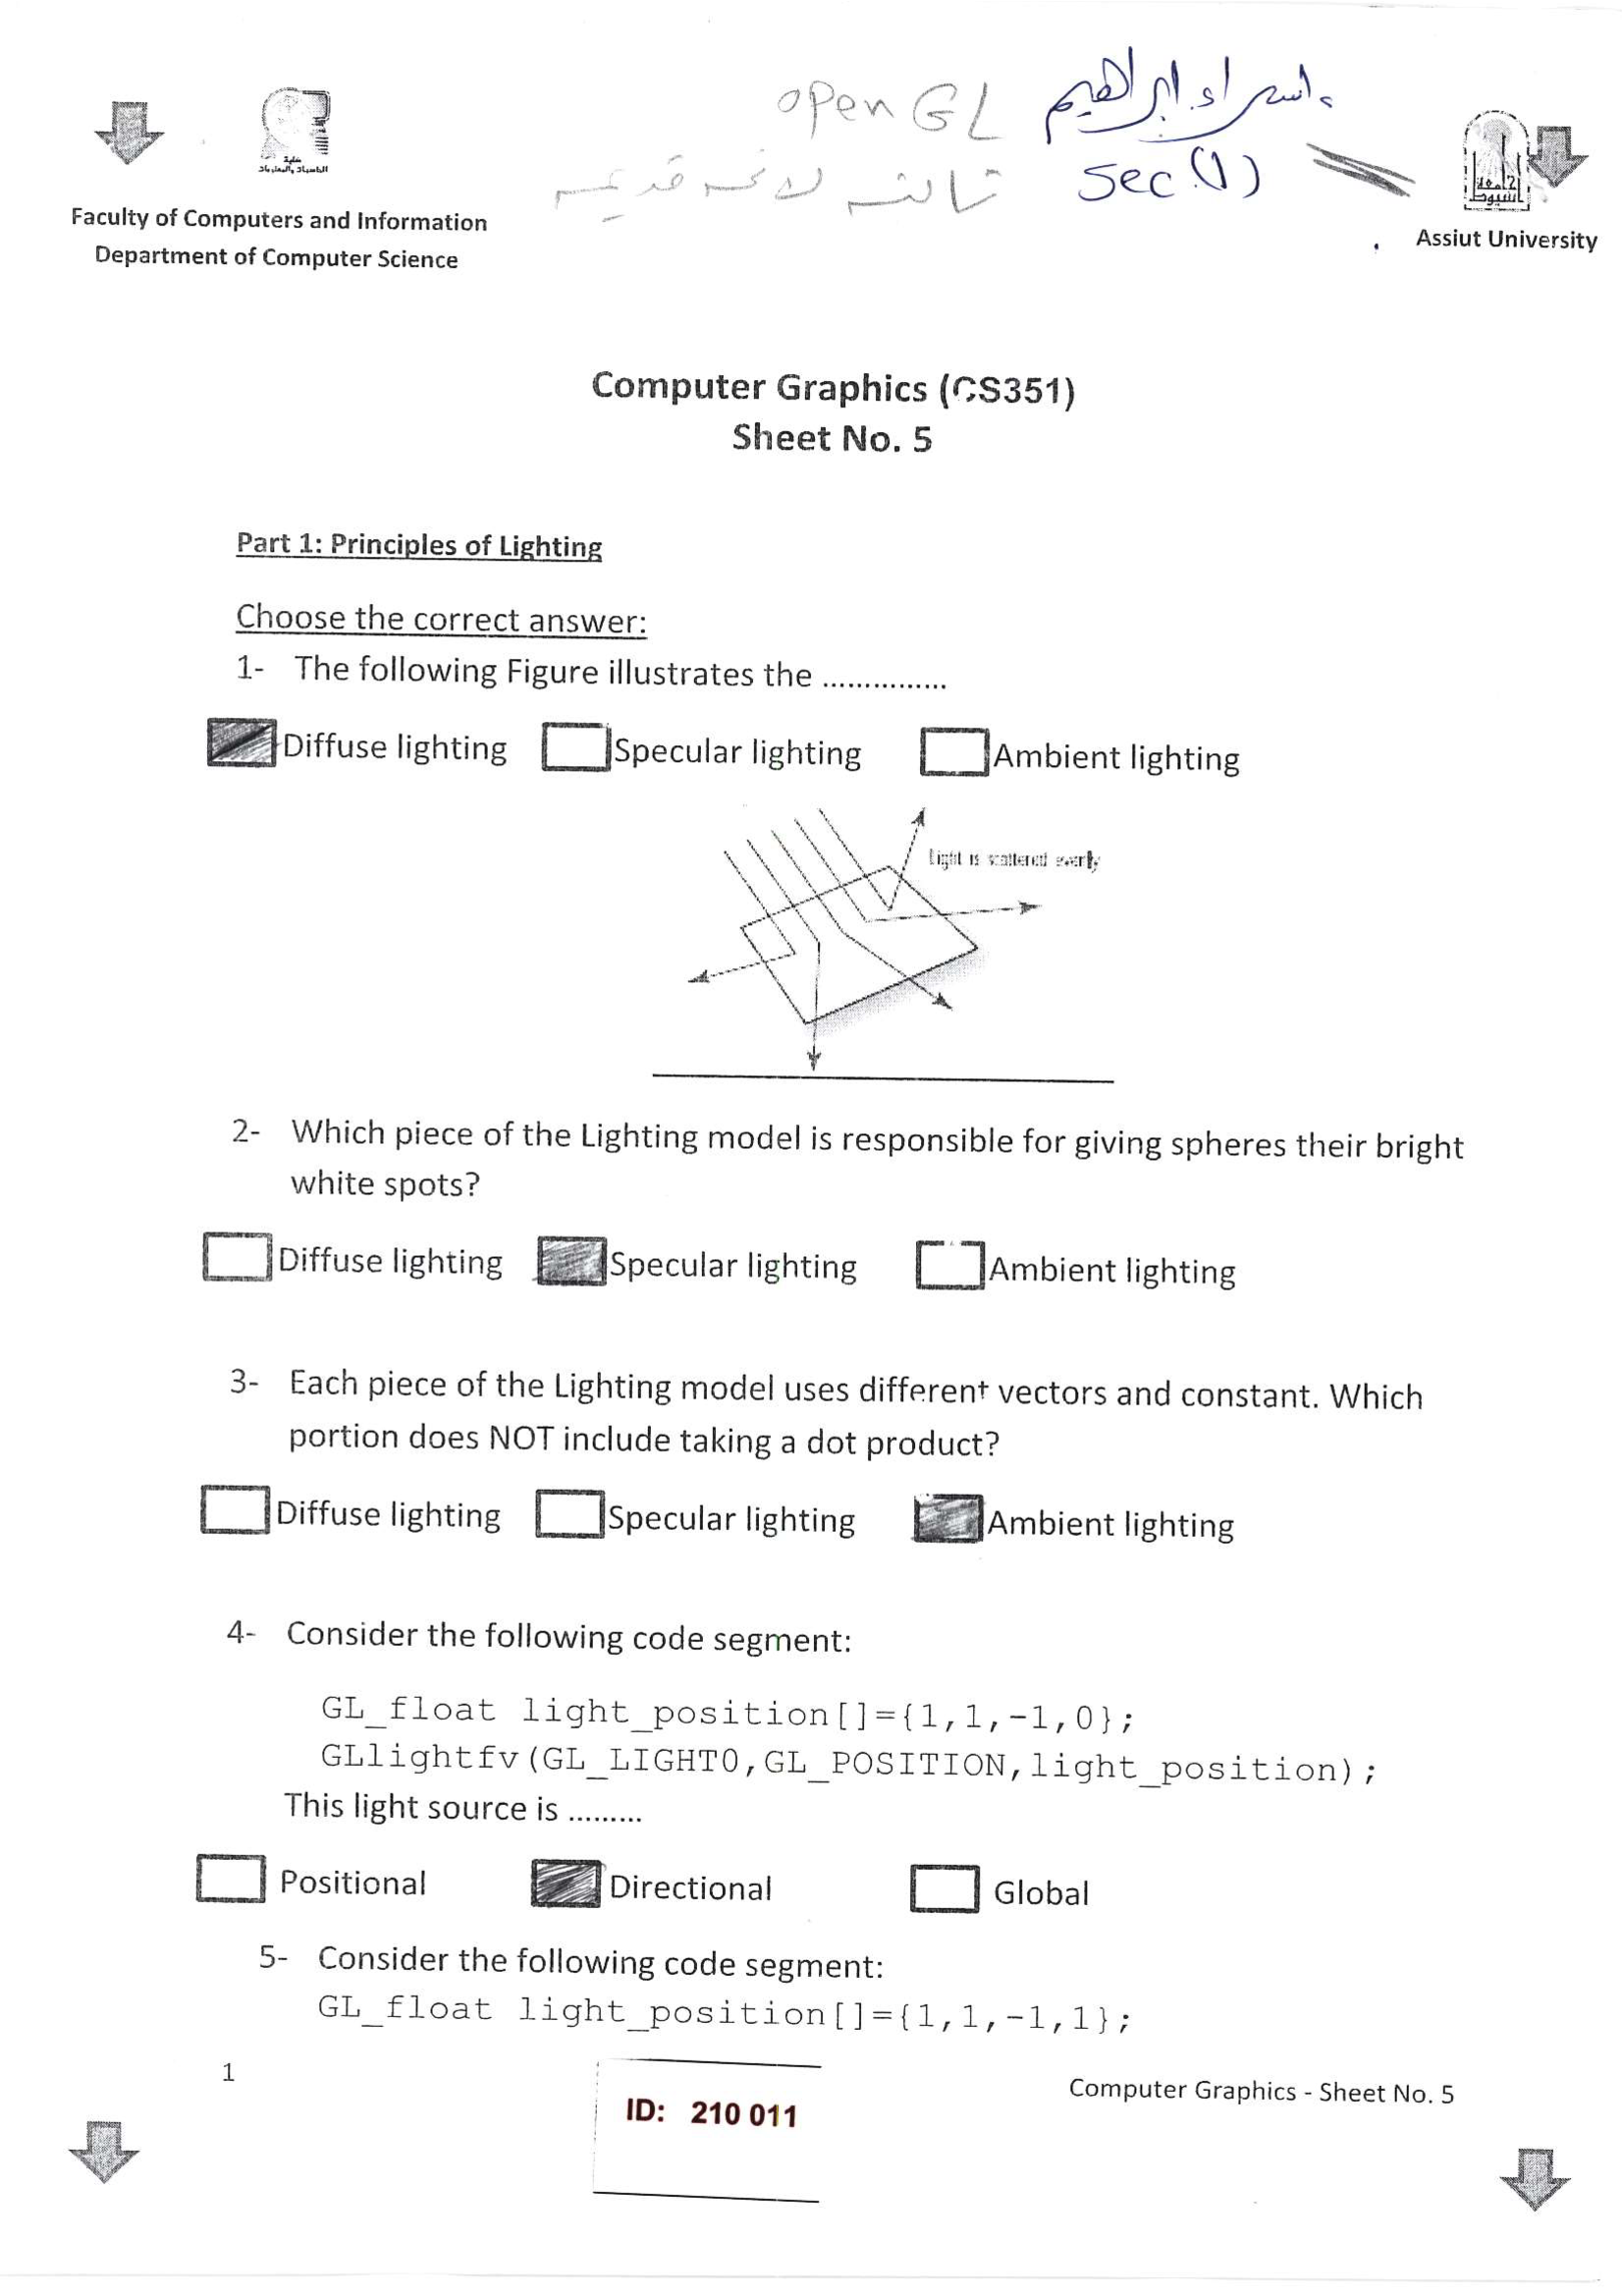 open GL اسراء ابراهيم
ثالثه لائحه قديمه sec(1)
كلية
الحاسبات والمعلومات
جامعة
أسيوط
Faculty of Computers and Information
Department of Computer Science
Assiut University
Computer Graphics (CS351)
Sheet No. 5
Part 1: Principles of Lighting
Choose the correct answer:
1- The following Figure illustrates the ...............
Diffuse lighting Specular lighting Ambient lighting
Light is scattered evenly
2- Which piece of the Lighting model is responsible for giving spheres their bright
white spots?
Diffuse lighting Specular lighting Ambient lighting
3- Each piece of the Lighting model uses different vectors and constant. Which
portion does NOT include taking a dot product?
Diffuse lighting Specular lighting Ambient lighting
4- Consider the following code segment:
GL_float light_position[]={1,1,-1,0};
GLlightfv(GL_LIGHT0,GL_POSITION,light_position);
This light source is .........
Positional Directional Global
5- Consider the following code segment:
GL_float light_position[]={1,1,-1,1};
1
Computer Graphics - Sheet No. 5
ID: 210 011